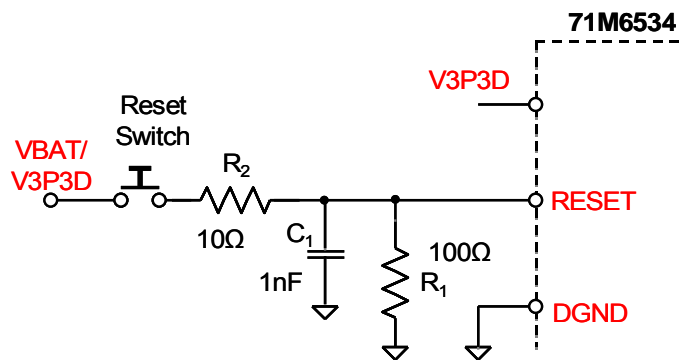 71M6534
V3P3D
Reset
Switch
VBAT/
V3P3D
R2
RESET
10Ω
C1
100Ω
1nF
R1
DGND